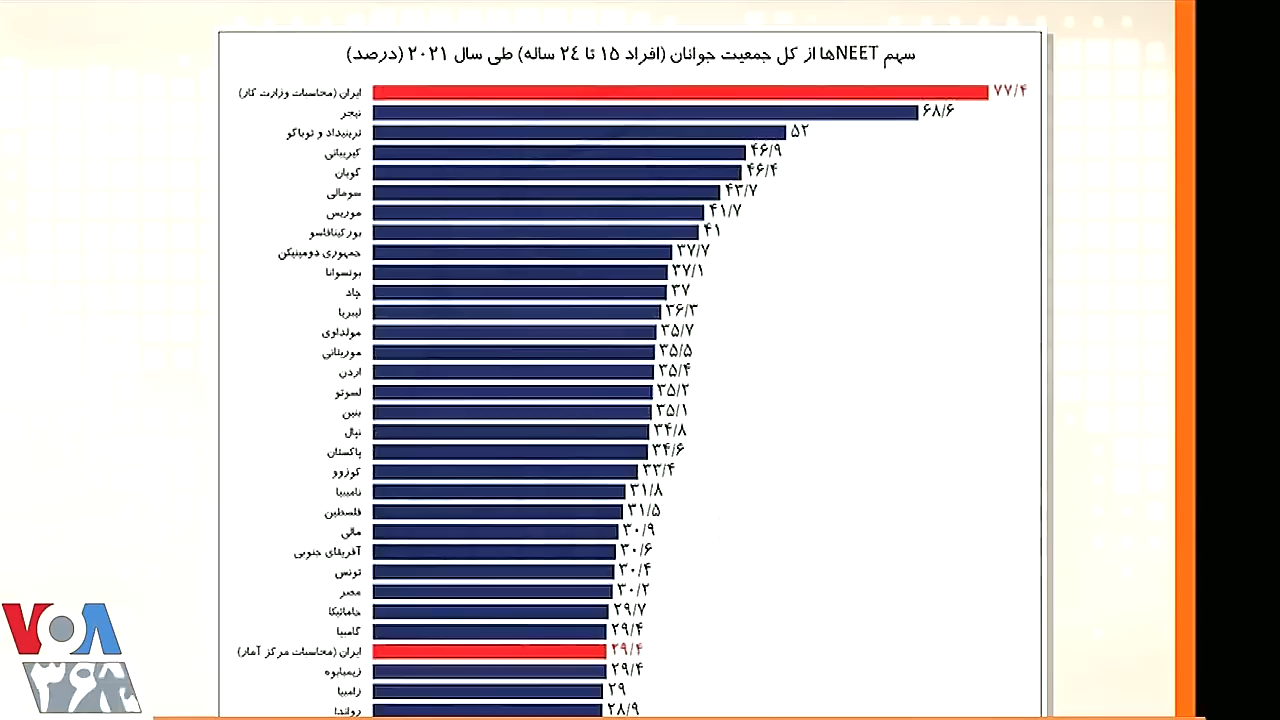 سهم NEETها از کل جمعیت جوانان (افراد ۱۵ تا ۲۴ ساله) طی سال ۲۰۲۱ (درصد)
ایران (محاسبات وزارت کار) ۷۷/۴
نیجر ۶۸/۶
ترینیداد و توباگو ۵۲
کیریباتی ۴۶/۹
گویان ۴۶/۴
سومالی ۴۳/۷
موریس ۴۱/۷
بورکینافاسو ۴۱
جمهوری دومینیکن ۳۷/۷
بوتسوانا ۳۷/۱
چاد ۳۷
لیبریا ۳۶/۳
مولداوی ۳۵/۷
موریتانی ۳۵/۵
اردن ۳۵/۴
لسوتو ۳۵/۲
بنین ۳۵/۱
نپال ۳۴/۸
پاکستان ۳۴/۶
کوزوو ۳۳/۴
نامیبیا ۳۱/۸
فلسطین ۳۱/۵
مالی ۳۰/۹
آفریقای جنوبی ۳۰/۶
تونس ۳۰/۴
مصر ۳۰/۲
جامائیکا ۲۹/۷
گامبیا ۲۹/۴
ایران (محاسبات مرکز آمار) ۲۹/۴
زیمبابوه ۲۹/۴
زامبیا ۲۹
رواندا ۲۸/۹
VOA
۳۶۵